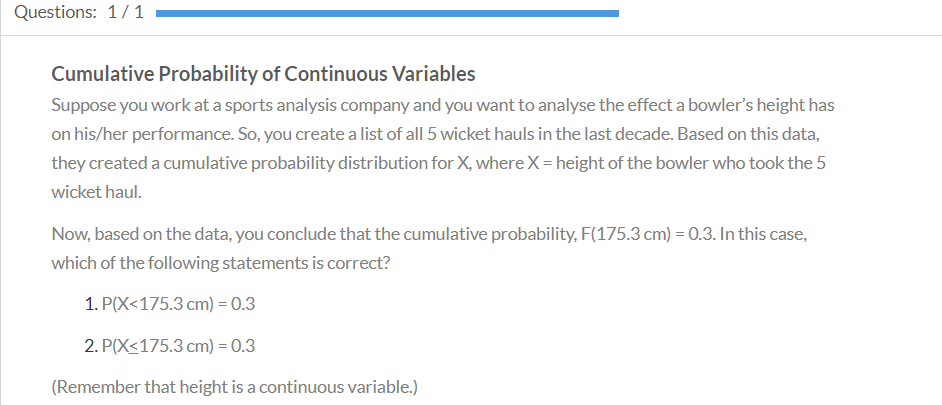 Questions: 1 / 1
Cumulative Probability of Continuous Variables
Suppose you work at a sports analysis company and you want to analyse the effect a bowler's height has
on his/her performance. So, you create a list of all 5 wicket hauls in the last decade. Based on this data,
they created a cumulative probability distribution for X, where X = height of the bowler who took the 5
wicket haul.
Now, based on the data, you conclude that the cumulative probability, F(175.3 cm) = 0.3. In this case,
which of the following statements is correct?
1. P(X<175.3 cm) = 0.3
2. P(X≤175.3 cm) = 0.3
(Remember that height is a continuous variable.)